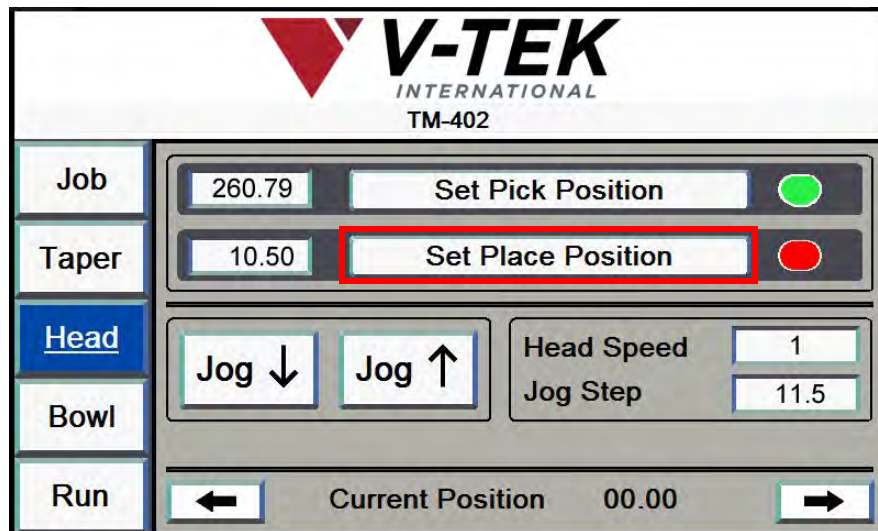 V-TEK
INTERNATIONAL
TM-402
Job
260.79 Set Pick Position
Taper
10.50 Set Place Position
Head
Jog ↓ Jog ↑
Head Speed 1
Jog Step 11.5
Bowl
Run
← Current Position 00.00 →